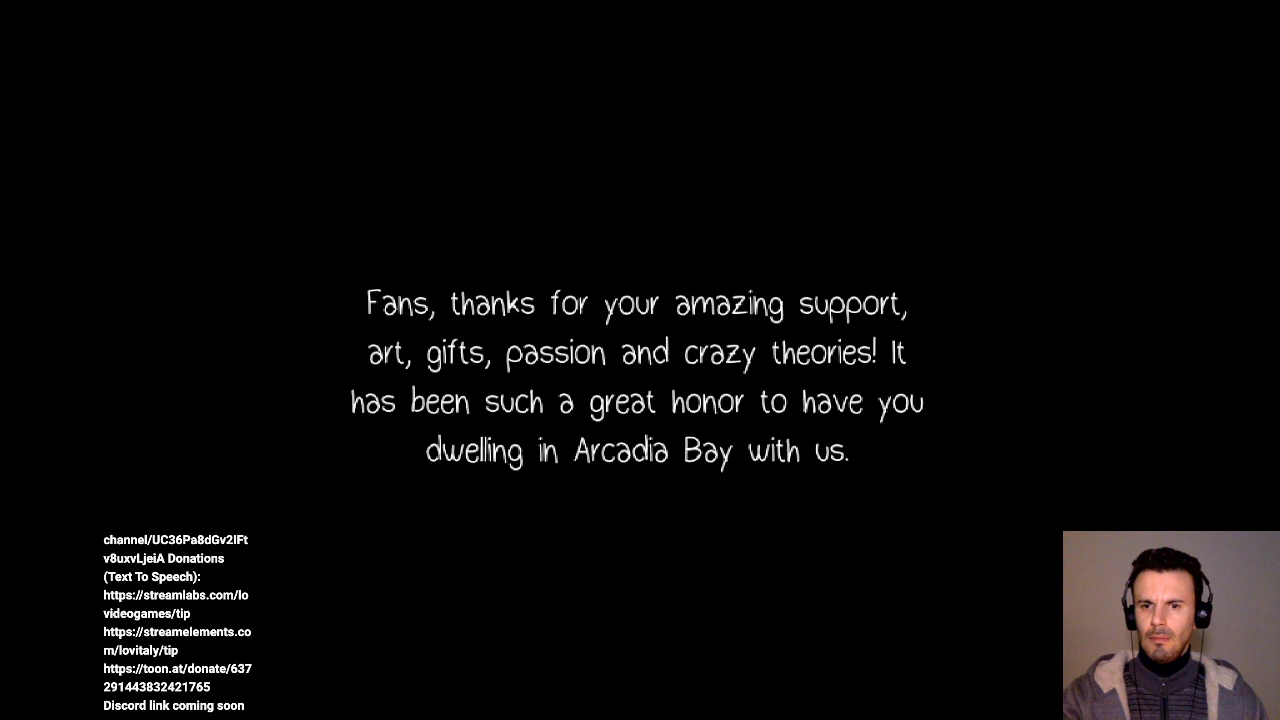 Fans, thanks for your amazing support,
art, gifts, passion and crazy theories! It
has been such a great honor to have you
dwelling in Arcadia Bay with us.
channel/UC36Pa8dGv2lFt
v8uxvLjeiA Donations
(Text To Speech):
https://streamlabs.com/lo
videogames/tip
https://streamelements.co
m/lovitaly/tip
https://toon.at/donate/637
291443832421765
Discord link coming soon